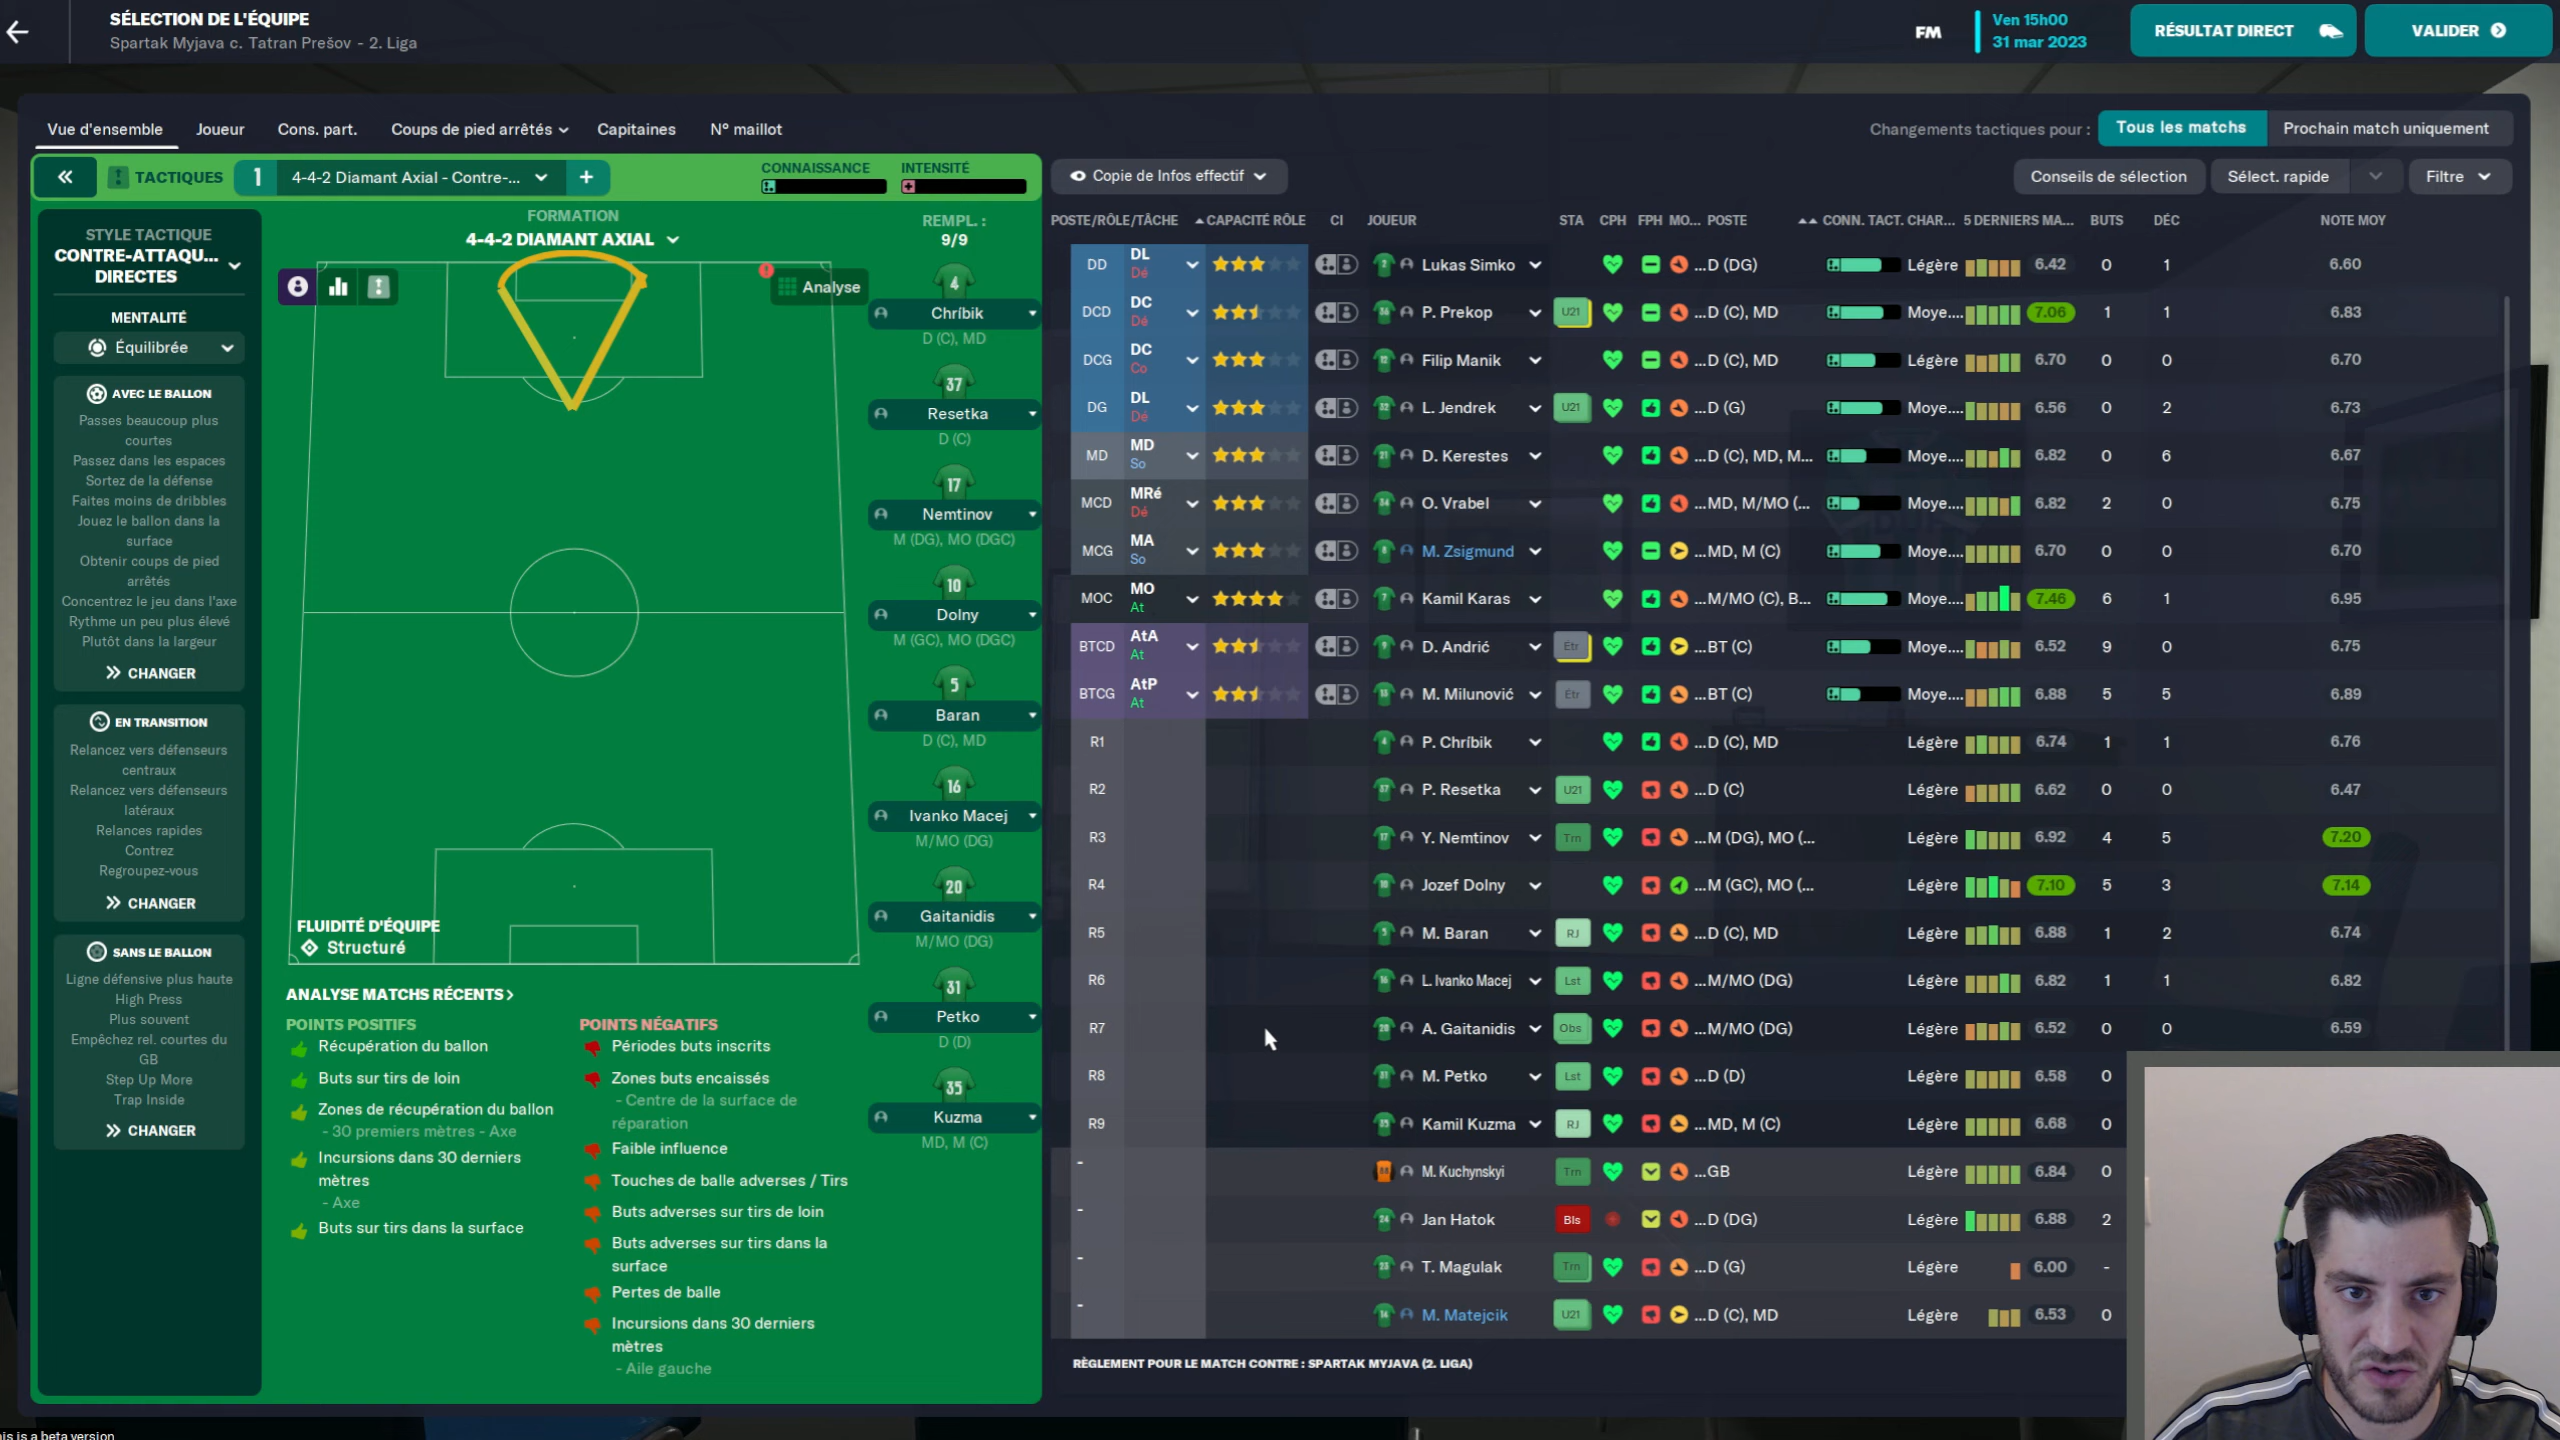 SÉLECTION DE L'ÉQUIPE
Spartak Myjava c. Tatran Prešov - 2. Liga
FM
Ven 15h00
31 mar 2023
RÉSULTAT DIRECT
VALIDER
Vue d'ensemble
Joueur
Cons. part.
Coups de pied arrêtés
Capitaines
N° maillot
Changements tactiques pour :
Tous les matchs
Prochain match uniquement
TACTIQUES
1
4-4-2 Diamant Axial - Contre-...
+
CONNAISSANCE
INTENSITÉ
Copie de Infos effectif
Conseils de sélection
Sélect. rapide
Filtre
STYLE TACTIQUE
CONTRE-ATTAQU...
DIRECTES
MENTALITÉ
Équilibrée
AVEC LE BALLON
Passes beaucoup plus
courtes
Passez dans les espaces
Sortez de la défense
Faites moins de dribbles
Jouez le ballon dans la
surface
Obtenir coups de pied
arrêtés
Concentrez le jeu dans l'axe
Rythme un peu plus élevé
Plutôt dans la largeur
CHANGER
EN TRANSITION
Relancez vers défenseurs
centraux
Relancez vers défenseurs
latéraux
Relances rapides
Contrez
Regroupez-vous
CHANGER
SANS LE BALLON
Ligne défensive plus haute
High Press
Plus souvent
Empêchez rel. courtes du
GB
Step Up More
Trap Inside
CHANGER
FORMATION
4-4-2 DIAMANT AXIAL
Analyse
FLUIDITÉ D'ÉQUIPE
Structuré
ANALYSE MATCHS RÉCENTS
POINTS POSITIFS
Récupération du ballon
Buts sur tirs de loin
Zones de récupération du ballon
- 30 premiers mètres - Axe
Incursions dans 30 derniers
mètres
- Axe
Buts sur tirs dans la surface
POINTS NÉGATIFS
Périodes buts inscrits
Zones buts encaissés
- Centre de la surface de
réparation
Faible influence
Touches de balle adverses / Tirs
Buts adverses sur tirs de loin
Buts adverses sur tirs dans la
surface
Pertes de balle
Incursions dans 30 derniers
mètres
- Aile gauche
REMPL. :
9/9
4
Chríbik
D (C), MD
37
Resetka
D (C)
17
Nemtinov
M (DG), MO (DGC)
10
Dolny
M (GC), MO (DGC)
5
Baran
D (C), MD
16
Ivanko Macej
M/MO (DG)
20
Gaitanidis
M/MO (DG)
31
Petko
D (D)
35
Kuzma
MD, M (C)
POSTE/RÔLE/TÂCHE CAPACITÉ RÔLE CI JOUEUR STA CPH FPH MO... POSTE CONN. TACT. CHAR... 5 DERNIERS MA... BUTS DÉC NOTE MOY
DD DL Dé Lukas Simko ...D (DG) Légère 6.42 0 1 6.60
DCD DC Dé P. Prekop U21 ...D (C), MD Moye.... 7.06 1 1 6.83
DCG DC Co Filip Manik ...D (C), MD Légère 6.70 0 0 6.70
DG DL Dé L. Jendrek U21 ...D (G) Moye.... 6.56 0 2 6.73
MD MD So D. Kerestes ...D (C), MD, M... Moye.... 6.82 0 6 6.67
MCD MRé Dé O. Vrabel ...MD, M/MO (... Moye.... 6.82 2 0 6.75
MCG MA So M. Zsigmund ...MD, M (C) Moye.... 6.70 0 0 6.70
MOC MO At Kamil Karas ...M/MO (C), B... Moye.... 7.46 6 1 6.95
BTCD AtA At D. Andrić Etr ...BT (C) Moye.... 6.52 9 0 6.75
BTCG AtP At M. Milunović Etr ...BT (C) Moye.... 6.88 5 5 6.89
R1 P. Chríbik ...D (C), MD Légère 6.74 1 1 6.76
R2 P. Resetka U21 ...D (C) Légère 6.62 0 0 6.47
R3 Y. Nemtinov Trn ...M (DG), MO (... Légère 6.92 4 5 7.20
R4 Jozef Dolny ...M (GC), MO (... Légère 7.10 5 3 7.14
R5 M. Baran RJ ...D (C), MD Légère 6.88 1 2 6.74
R6 L. Ivanko Macej Lst ...M/MO (DG) Légère 6.82 1 1 6.82
R7 A. Gaitanidis Obs ...M/MO (DG) Légère 6.52 0 0 6.59
R8 M. Petko Lst ...D (D) Légère 6.58 0
R9 Kamil Kuzma RJ ...MD, M (C) Légère 6.68 0
- M. Kuchynskyi Trn ...GB Légère 6.84 0
- Jan Hatok Bls ...D (DG) Légère 6.88 2
- T. Magulak Trn ...D (G) Légère 6.00 -
- M. Matejcik U21 ...D (C), MD Légère 6.53 0
RÈGLEMENT POUR LE MATCH CONTRE : SPARTAK MYJAVA (2. LIGA)
is is a beta version